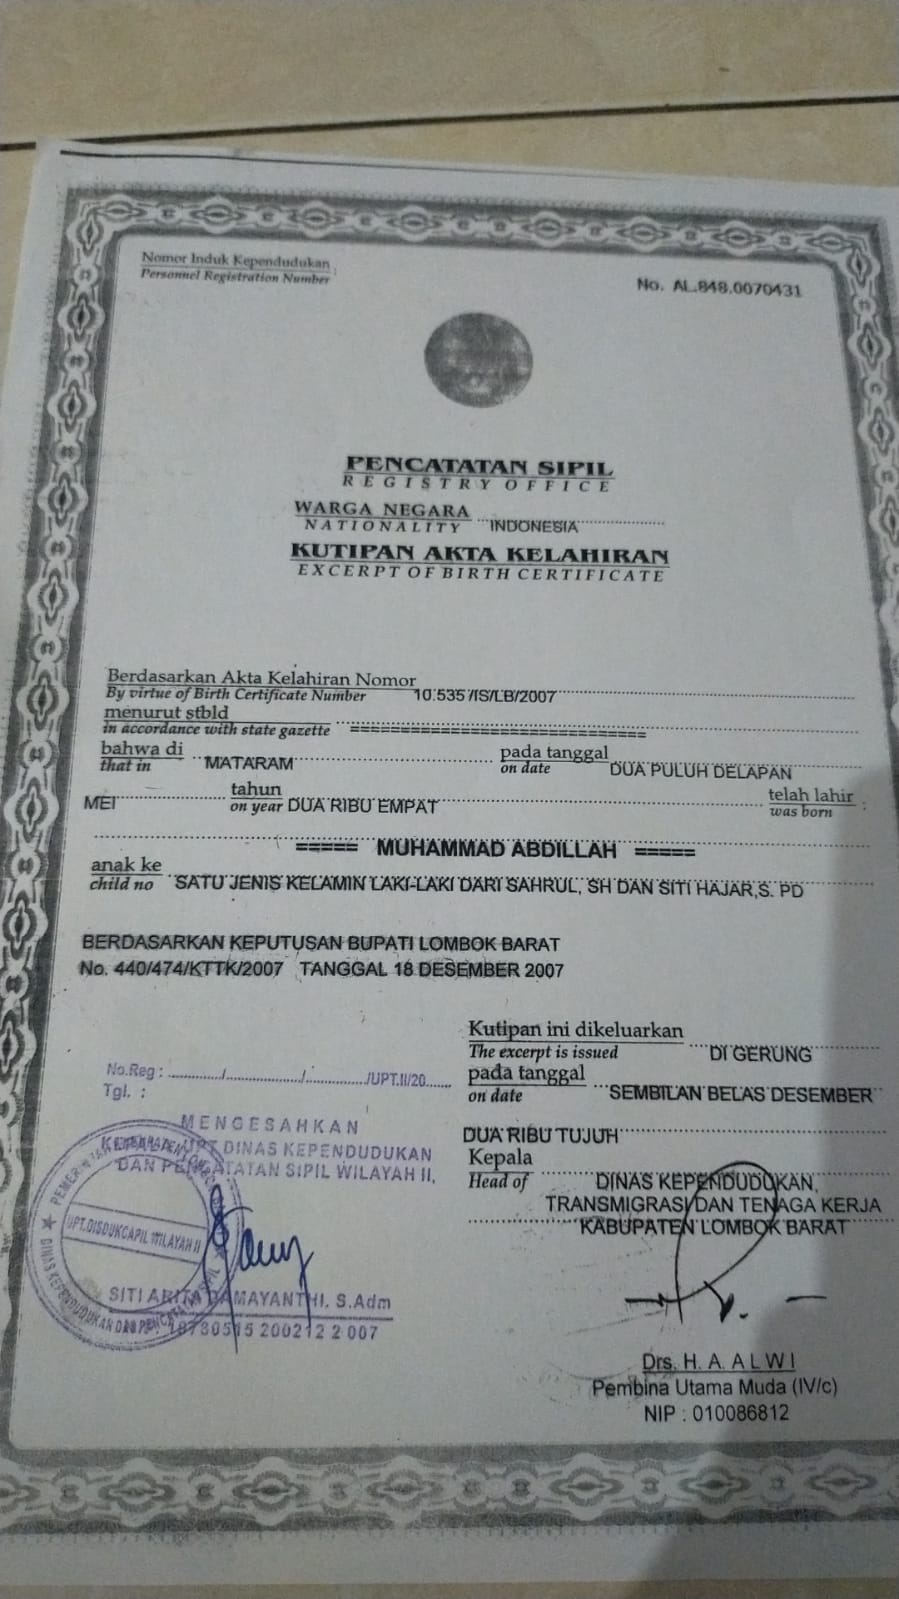 Nomor Induk Kependudukan :
Personnel Registration Number
No. AL.848.0070431
PENCATATAN SIPIL
REGISTRY OFFICE
WARGA NEGARA
NATIONALITY INDONESIA
KUTIPAN AKTA KELAHIRAN
EXCERPT OF BIRTH CERTIFICATE
Berdasarkan Akta Kelahiran Nomor
By virtue of Birth Certificate Number 10.535/IS/LB/2007
menurut stbld
in accordance with state gazette ==========================
bahwa di pada tanggal
that in MATARAM on date DUA PULUH DELAPAN
tahun telah lahir
MEI on year DUA RIBU EMPAT was born :
===== MUHAMMAD ABDILLAH =====
anak ke
child no SATU JENIS KELAMIN LAKI-LAKI DARI SAHRUL, SH DAN SITI HAJAR,S. PD
BERDASARKAN KEPUTUSAN BUPATI LOMBOK BARAT
No. 440/474/KTTK/2007 TANGGAL 18 DESEMBER 2007
Kutipan ini dikeluarkan
The excerpt is issued DI GERUNG
pada tanggal
on date SEMBILAN BELAS DESEMBER
DUA RIBU TUJUH
Kepala
Head of DINAS KEPENDUDUKAN,
TRANSMIGRASI DAN TENAGA KERJA
KABUPATEN LOMBOK BARAT
Drs. H. A. ALWI
Pembina Utama Muda (IV/c)
NIP : 010086812
No.Reg : ........../............../............/UPT.II/20......
Tgl. :
MENGESAHKAN
KEPALA UPT DINAS KEPENDUDUKAN
DAN PENCATATAN SIPIL WILAYAH II,
UPT.DISDUKCAPIL WILAYAH II
SITI DAMAYANTHI, S.Adm
200212 2 007